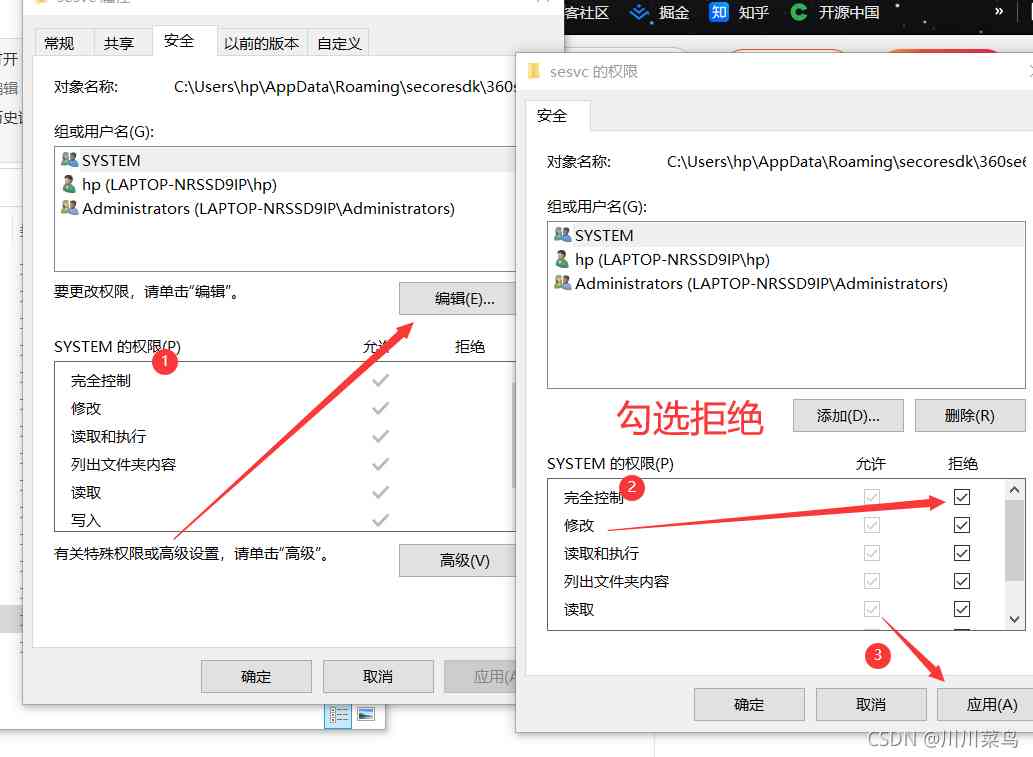 客社区 掘金 知 知乎 开源中国 »
常规 共享 安全 以前的版本 自定义
对象名称: C:\Users\hp\AppData\Roaming\secoresdk\360s
组或用户名(G):
SYSTEM
hp (LAPTOP-NRSSD9IP\hp)
Administrators (LAPTOP-NRSSD9IP\Administrators)
要更改权限，请单击"编辑"。
编辑(E)...
SYSTEM 的权限(P) 允许 拒绝
1
完全控制
修改
读取和执行
列出文件夹内容
读取
写入
有关特殊权限或高级设置，请单击"高级"。
高级(V)
确定 取消 应用(A
sesvc 的权限
安全
对象名称: C:\Users\hp\AppData\Roaming\secoresdk\360se6
组或用户名(G):
SYSTEM
hp (LAPTOP-NRSSD9IP\hp)
Administrators (LAPTOP-NRSSD9IP\Administrators)
勾选拒绝
添加(D)... 删除(R)
SYSTEM 的权限(P) 允许 拒绝
2
完全控制
修改
读取和执行
列出文件夹内容
读取
3
确定 取消 应用(A)
CSDN @川川菜鸟